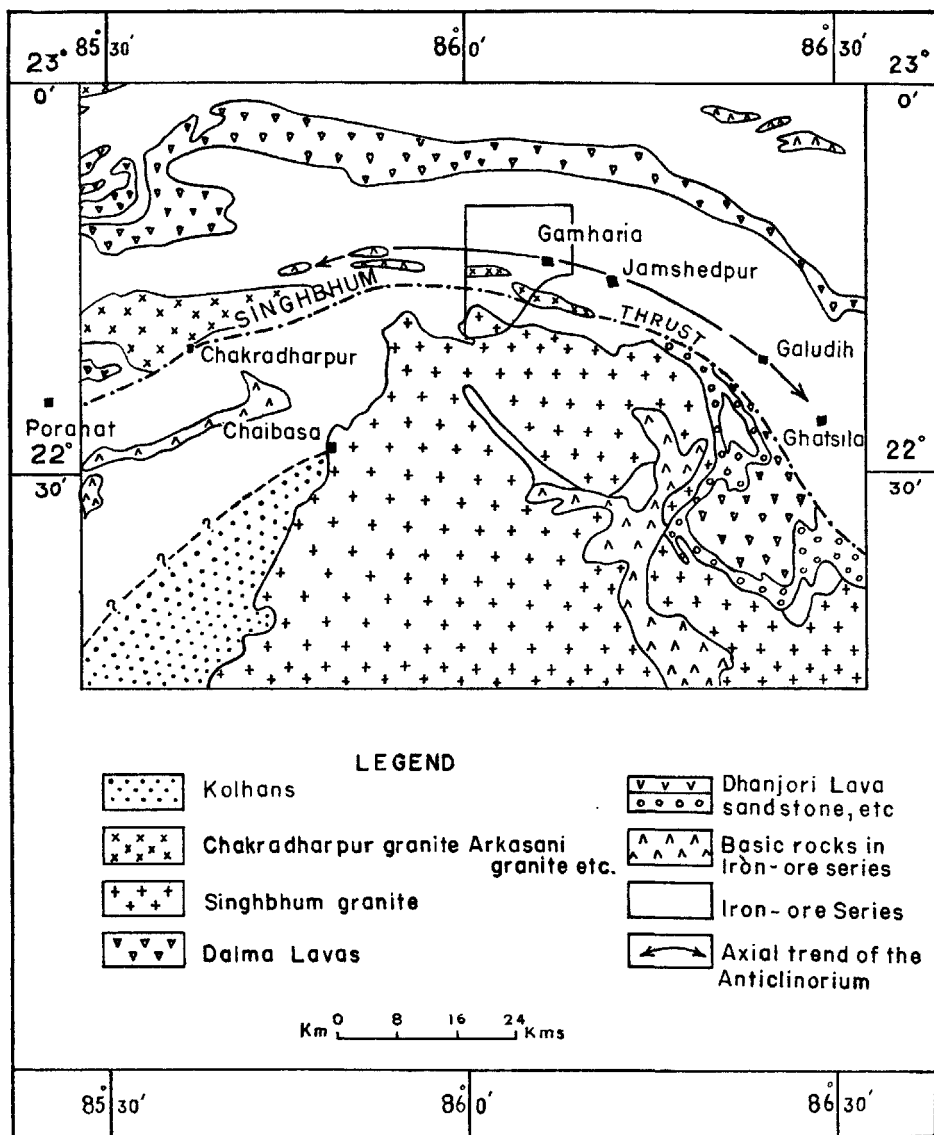 85°30' 86°0' 86°30'
23°
0'
23°
0'
Gamharia
Jamshedpur
SINGHBHUM
THRUST
Galudih
Chakradharpur
Porahat
Chaibasa
Ghatsila
22°
30'
22°
30'
?
?
?
LEGEND
Kolhans
Chakradharpur granite Arkasani
granite etc.
Singhbhum granite
Dalma Lavas
Dhanjori Lava
sandstone, etc
Basic rocks in
Iron-ore series
Iron-ore Series
Axial trend of the
Anticlinorium
Km 0 8 16 24 Kms
85°30' 86°0' 86°30'